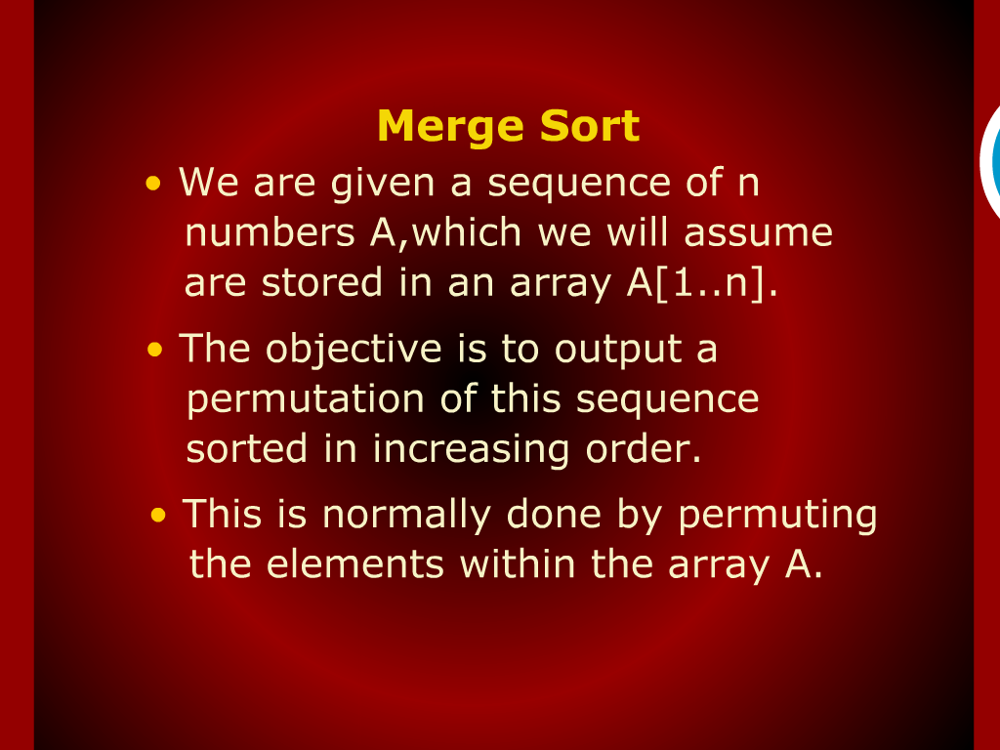 Merge Sort
• We are given a sequence of n
numbers A,which we will assume
are stored in an array A[1..n].
• The objective is to output a
permutation of this sequence
sorted in increasing order.
• This is normally done by permuting
the elements within the array A.